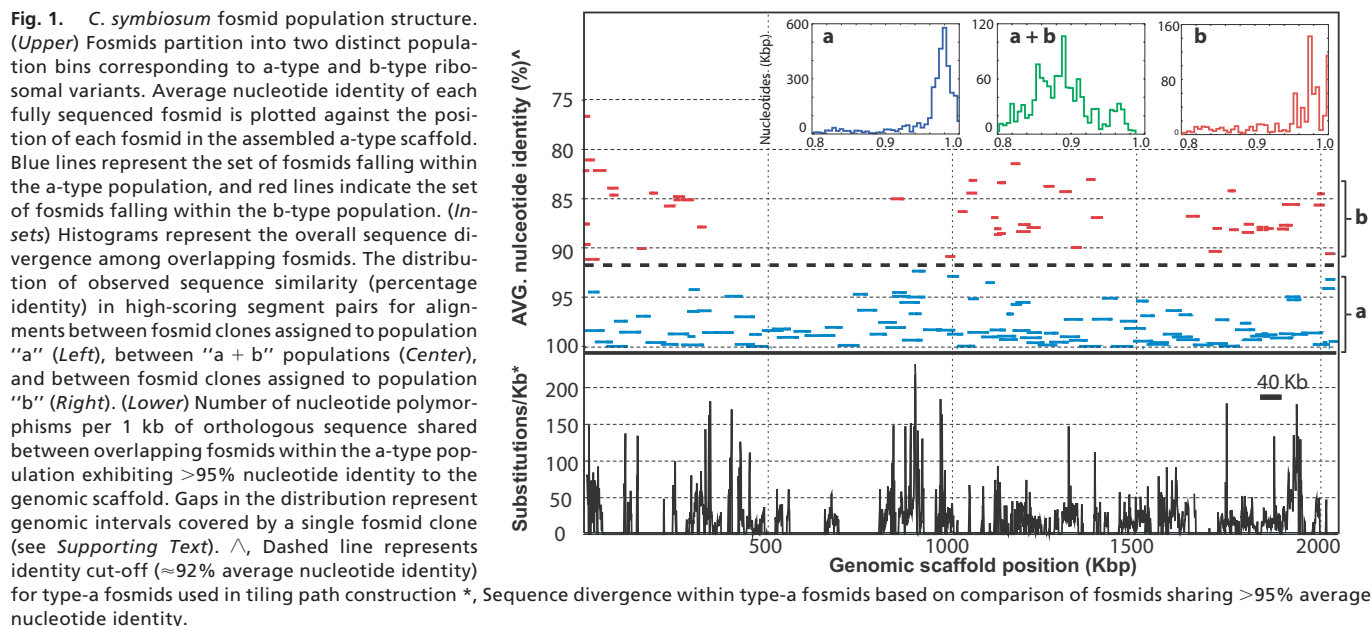 Fig. 1. C. symbiosum fosmid population structure.
(Upper) Fosmids partition into two distinct popula-
tion bins corresponding to a-type and b-type ribo-
somal variants. Average nucleotide identity of each
fully sequenced fosmid is plotted against the posi-
tion of each fosmid in the assembled a-type scaffold.
Blue lines represent the set of fosmids falling within
the a-type population, and red lines indicate the set
of fosmids falling within the b-type population. (In-
sets) Histograms represent the overall sequence di-
vergence among overlapping fosmids. The distribu-
tion of observed sequence similarity (percentage
identity) in high-scoring segment pairs for align-
ments between fosmid clones assigned to population
''a'' (Left), between ''a + b'' populations (Center),
and between fosmid clones assigned to population
''b'' (Right). (Lower) Number of nucleotide polymor-
phisms per 1 kb of orthologous sequence shared
between overlapping fosmids within the a-type pop-
ulation exhibiting >95% nucleotide identity to the
genomic scaffold. Gaps in the distribution represent
genomic intervals covered by a single fosmid clone
(see Supporting Text). ∧, Dashed line represents
identity cut-off (≈92% average nucleotide identity)
for type-a fosmids used in tiling path construction *, Sequence divergence within type-a fosmids based on comparison of fosmids sharing >95% average
nucleotide identity.
AVG. nulceotide identity (%)^
75
80
85
90
95
100
Nucleotides. (Kbp)
600
300
0
a
0.8 0.9 1.0
120
60
0
a + b
0.8 0.9 1.0
160
80
0
b
0.8 0.9 1.0
b
a
Substitutions/Kb*
200
150
100
50
0
40 Kb
500 1000 1500 2000
Genomic scaffold position (Kbp)